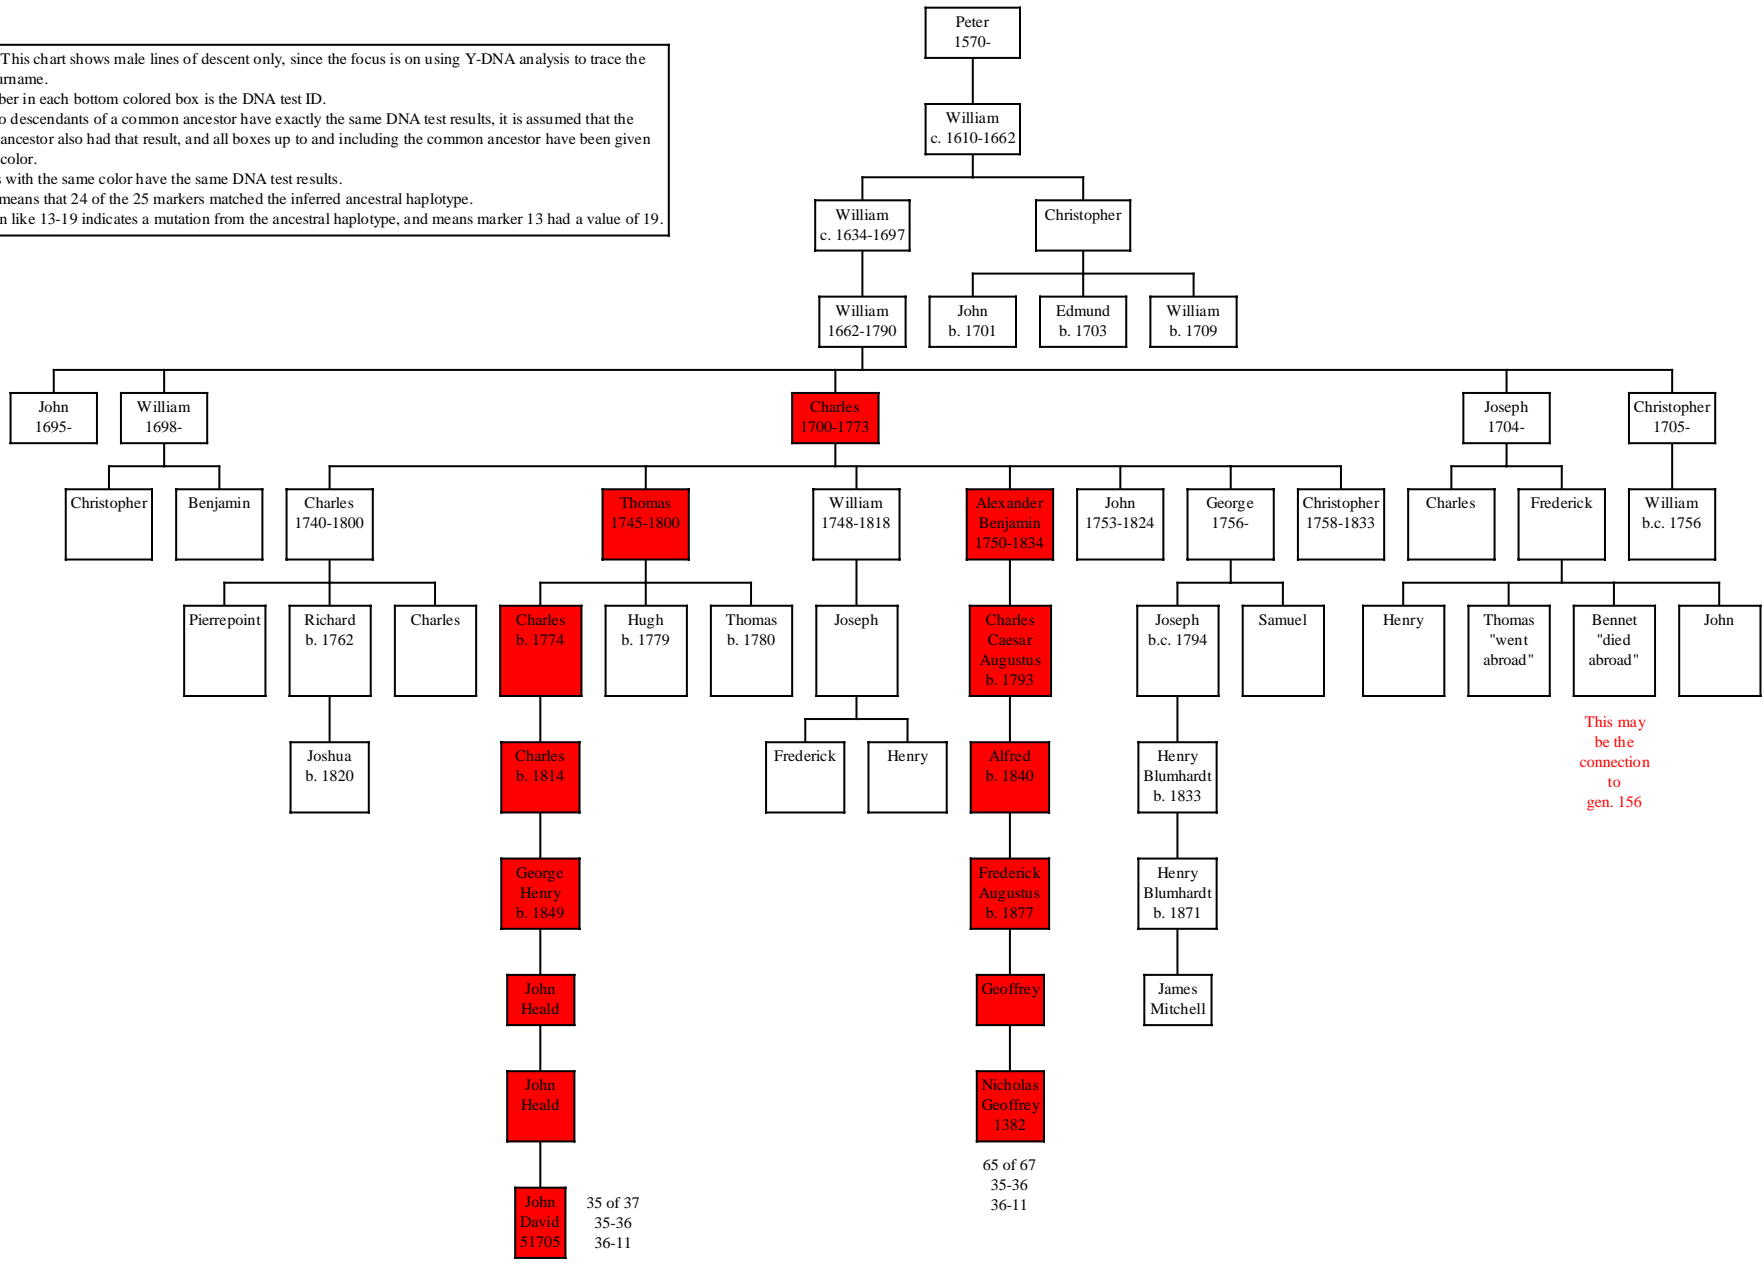 Peter
1570-
This chart shows male lines of descent only, since the focus is on using Y-DNA analysis to trace the
urname.
ber in each bottom colored box is the DNA test ID.
o descendants of a common ancestor have exactly the same DNA test results, it is assumed that the
ancestor also had that result, and all boxes up to and including the common ancestor have been given
color.
s with the same color have the same DNA test results.
means that 24 of the 25 markers matched the inferred ancestral haplotype.
n like 13-19 indicates a mutation from the ancestral haplotype, and means marker 13 had a value of 19.
William
c. 1610-1662
William
c. 1634-1697
Christopher
William
1662-1790
John
b. 1701
Edmund
b. 1703
William
b. 1709
John
1695-
William
1698-
Charles
1700-1773
Joseph
1704-
Christopher
1705-
Christopher
Benjamin
Charles
1740-1800
Thomas
1745-1800
William
1748-1818
Alexander
Benjamin
1750-1834
John
1753-1824
George
1756-
Christopher
1758-1833
Charles
Frederick
William
b.c. 1756
Pierrepoint
Richard
b. 1762
Charles
Charles
b. 1774
Hugh
b. 1779
Thomas
b. 1780
Joseph
Charles
Caesar
Augustus
b. 1793
Joseph
b.c. 1794
Samuel
Henry
Thomas
"went
abroad"
Bennet
"died
abroad"
John
This may
be the
connection
to
gen. 156
Joshua
b. 1820
Charles
b. 1814
Frederick
Henry
Alfred
b. 1840
Henry
Blumhardt
b. 1833
George
Henry
b. 1849
Frederick
Augustus
b. 1877
Henry
Blumhardt
b. 1871
John
Heald
Geoffrey
James
Mitchell
John
Heald
Nicholas
Geoffrey
1382
65 of 67
35-36
36-11
John
David
51705
35 of 37
35-36
36-11